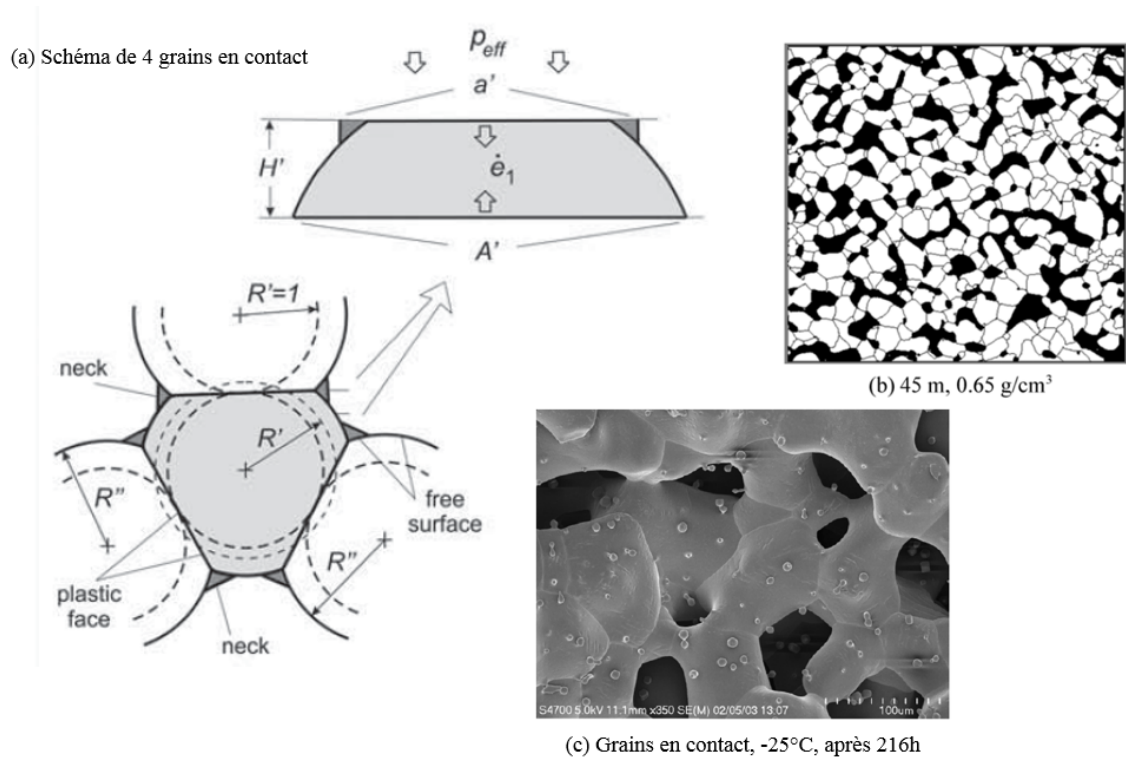 (a) Schéma de 4 grains en contact
p_eff
a'
H'
ė₁
A'
R'=1
neck
R'
R"
R"
free
surface
plastic
face
neck
(b) 45 m, 0.65 g/cm³
S4700 5.0kV 11.1mm x350 SE(M) 02/05/03 13:07
100um
(c) Grains en contact, -25°C, après 216h